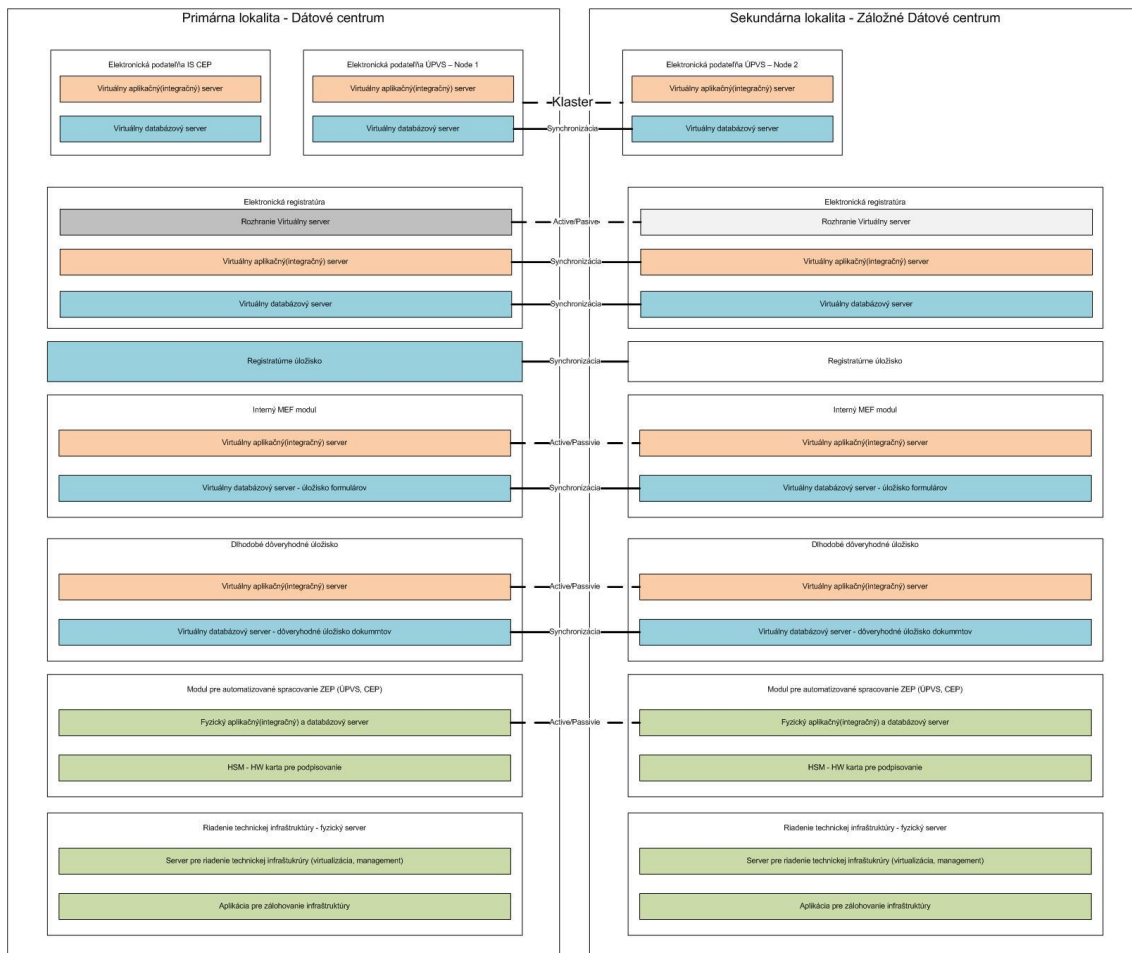 Primárna lokalita - Dátové centrum
Sekundárna lokalita - Záložné Dátové centrum
Elektronická podateľňa IS CEP
Virtuálny aplikačný(integračný) server
Virtuálny databázový server
Elektronická podateľňa ÚPVS – Node 1
Virtuálny aplikačný(integračný) server
Virtuálny databázový server
Klaster
Synchronizácia
Elektronická podateľňa ÚPVS – Node 2
Virtuálny aplikačný(integračný) server
Virtuálny databázový server
Elektronická registratúra
Rozhranie Virtuálny server
Virtuálny aplikačný(integračný) server
Virtuálny databázový server
Active/Pasive
Synchronizácia
Synchronizácia
Elektronická registratúra
Rozhranie Virtuálny server
Virtuálny aplikačný(integračný) server
Virtuálny databázový server
Registratúrne úložisko
Synchronizácia
Registratúrne úložisko
Interný MEF modul
Virtuálny aplikačný(integračný) server
Virtuálny databázový server - úložisko formulárov
Active/Passivie
Synchronizácia
Interný MEF modul
Virtuálny aplikačný(integračný) server
Virtuálny databázový server - úložisko formulárov
Dlhodobé dôveryhodné úložisko
Virtuálny aplikačný(integračný) server
Virtuálny databázový server - dôveryhodné úložisko dokummtov
Active/Passivie
Synchronizácia
Dlhodobé dôveryhodné úložisko
Virtuálny aplikačný(integračný) server
Virtuálny databázový server - dôveryhodné úložisko dokummtov
Modul pre automatizované spracovanie ZEP (ÚPVS, CEP)
Fyzický aplikačný(integračný) a databázový server
HSM - HW karta pre podpisovanie
Active/Passivie
Modul pre automatizované spracovanie ZEP (ÚPVS, CEP)
Fyzický aplikačný(integračný) a databázový server
HSM - HW karta pre podpisovanie
Riadenie technickej infraštruktúry - fyzický server
Server pre riadenie technickej infraštukrúry (virtualizácia, management)
Aplikácia pre zálohovanie infraštruktúry
Riadenie technickej infraštruktúry - fyzický server
Server pre riadenie technickej infraštukrúry (virtualizácia, management)
Aplikácia pre zálohovanie infraštruktúry